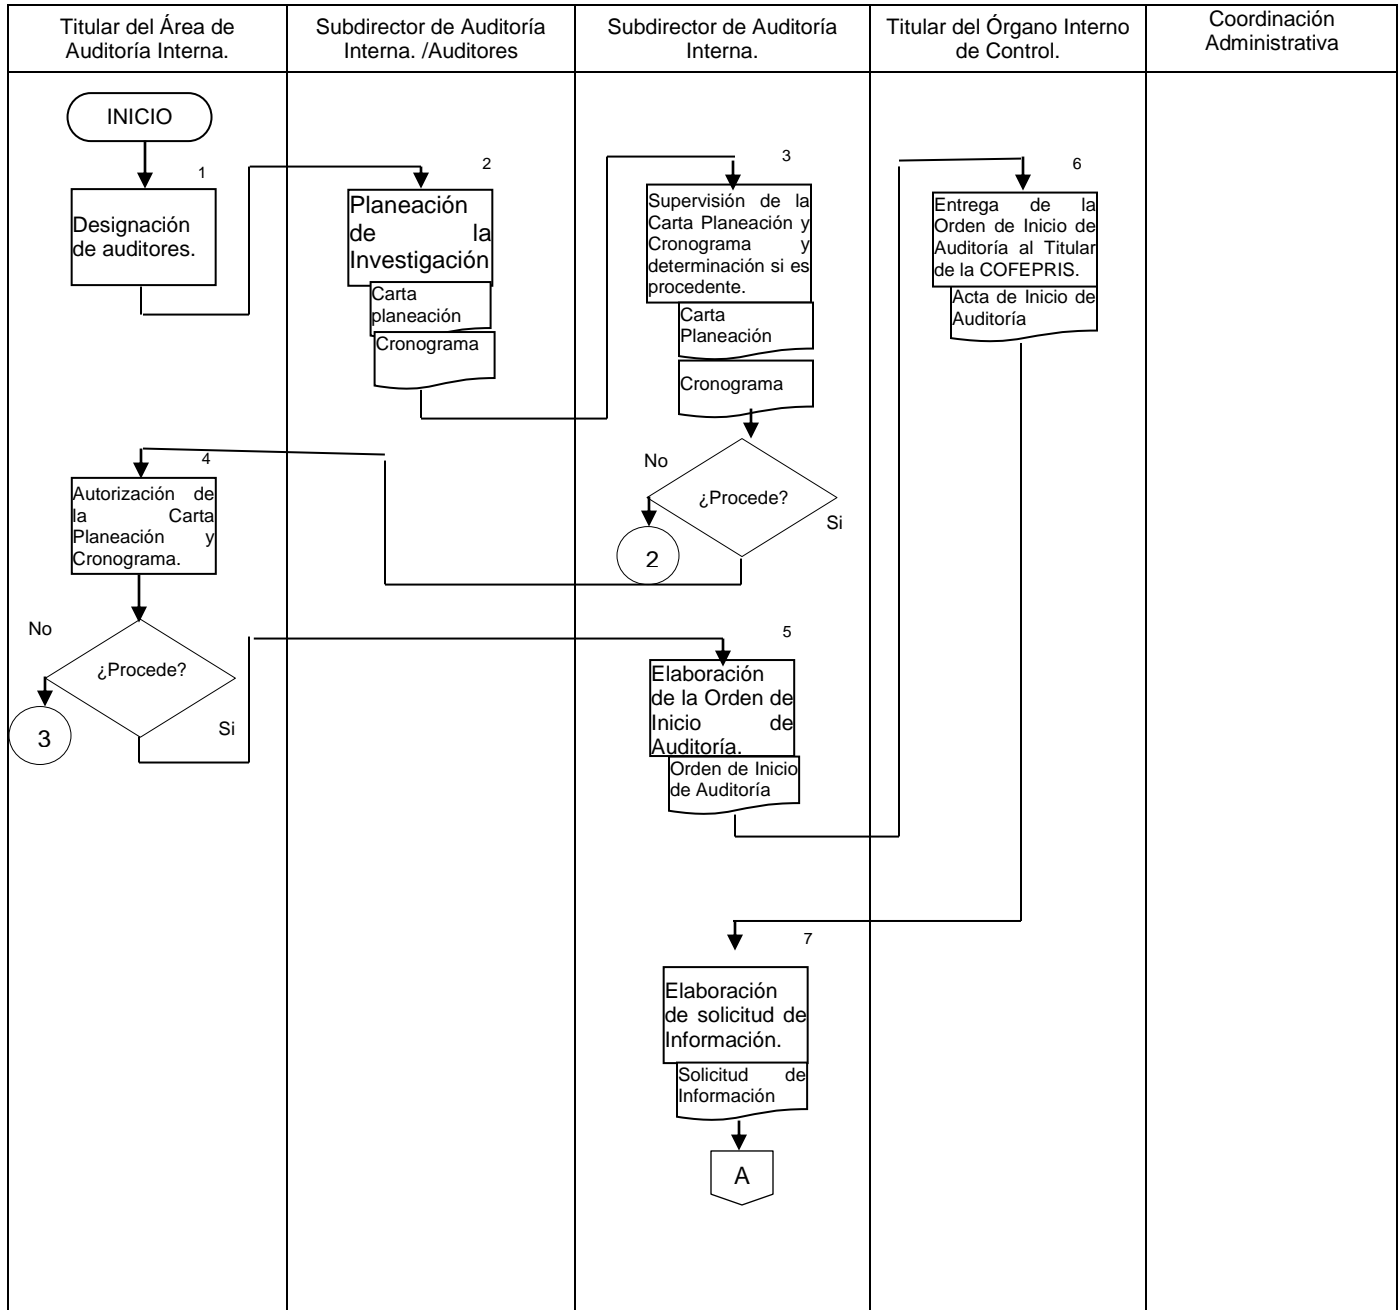 Titular del Área de
Auditoría Interna.
Subdirector de Auditoría
Interna. /Auditores
Subdirector de Auditoría
Interna.
Titular del Órgano Interno
de Control.
Coordinación
Administrativa
INICIO
1
Designación
de auditores.
2
Planeación
de la
Investigación
Carta
planeación
Cronograma
3
Supervisión de la
Carta Planeación y
Cronograma y
determinación si es
procedente.
Carta
Planeación
Cronograma
No
¿Procede?
Si
2
4
Autorización de
la Carta
Planeación y
Cronograma.
No
¿Procede?
Si
3
5
Elaboración
de la Orden de
Inicio de
Auditoría.
Orden de Inicio
de Auditoría
6
Entrega de la
Orden de Inicio de
Auditoría al Titular
de la COFEPRIS.
Acta de Inicio de
Auditoría
7
Elaboración
de solicitud de
Información.
Solicitud de
Información
A